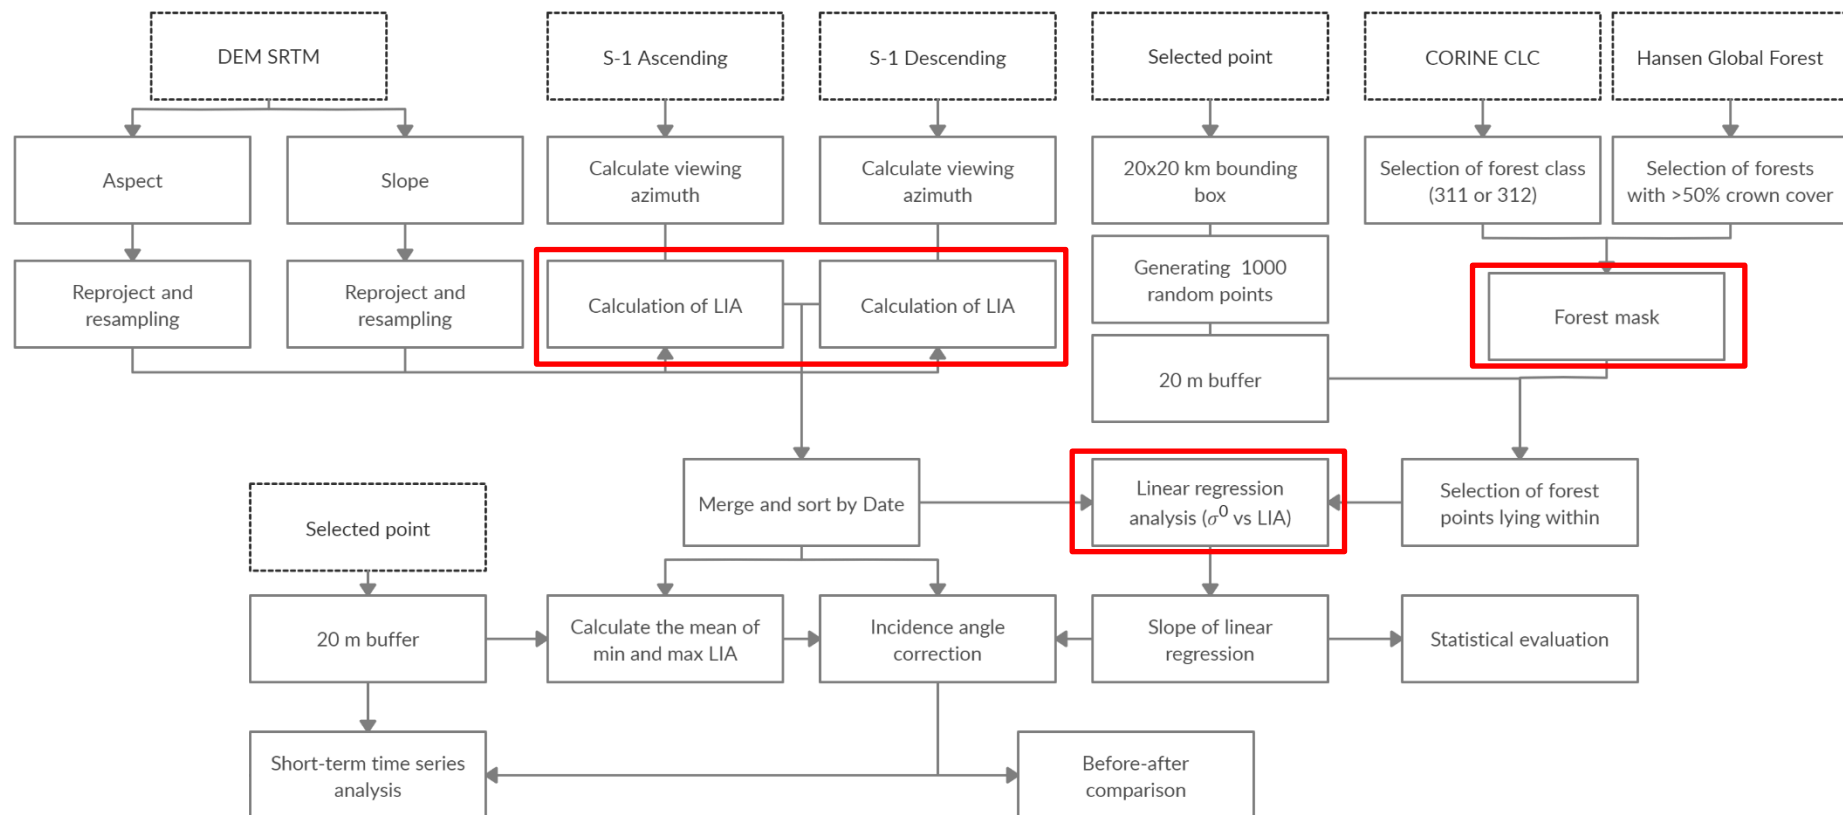 DEM SRTM
S-1 Ascending
S-1 Descending
Selected point
CORINE CLC
Hansen Global Forest
Aspect
Slope
Calculate viewing
azimuth
Calculate viewing
azimuth
20x20 km bounding
box
Selection of forest class
(311 or 312)
Selection of forests
with >50% crown cover
Reproject and
resampling
Reproject and
resampling
Calculation of LIA
Calculation of LIA
Generating 1000
random points
Forest mask
20 m buffer
Merge and sort by Date
Linear regression
analysis (σ⁰ vs LIA)
Selection of forest
points lying within
Selected point
20 m buffer
Calculate the mean of
min and max LIA
Incidence angle
correction
Slope of linear
regression
Statistical evaluation
Short-term time series
analysis
Before-after
comparison